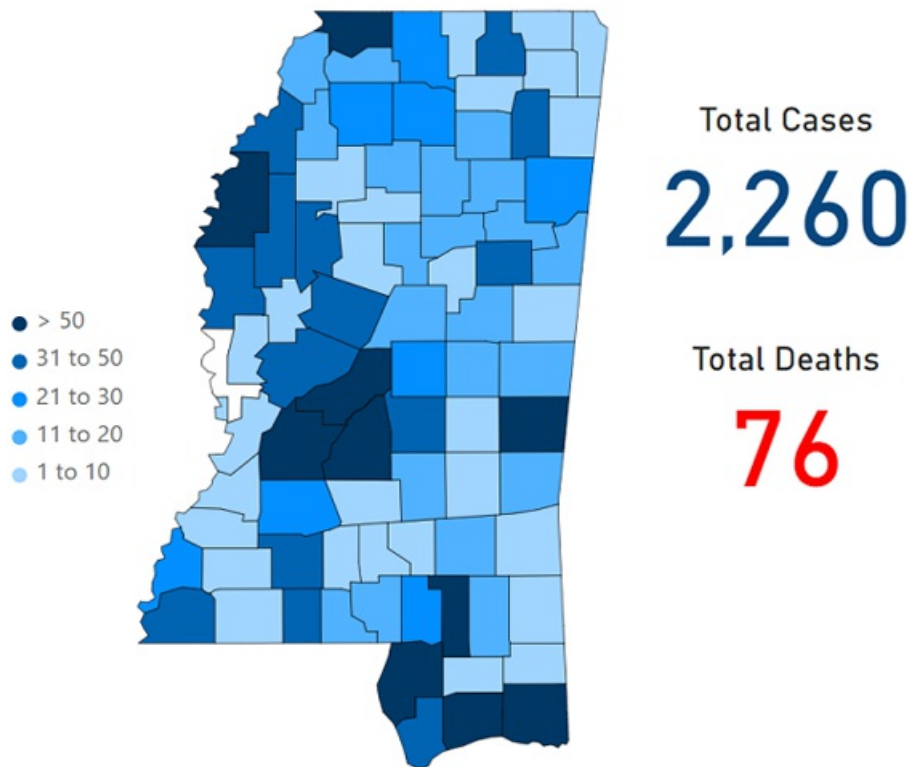 Total Cases
2,260
> 50
31 to 50
21 to 30
11 to 20
1 to 10
Total Deaths
76